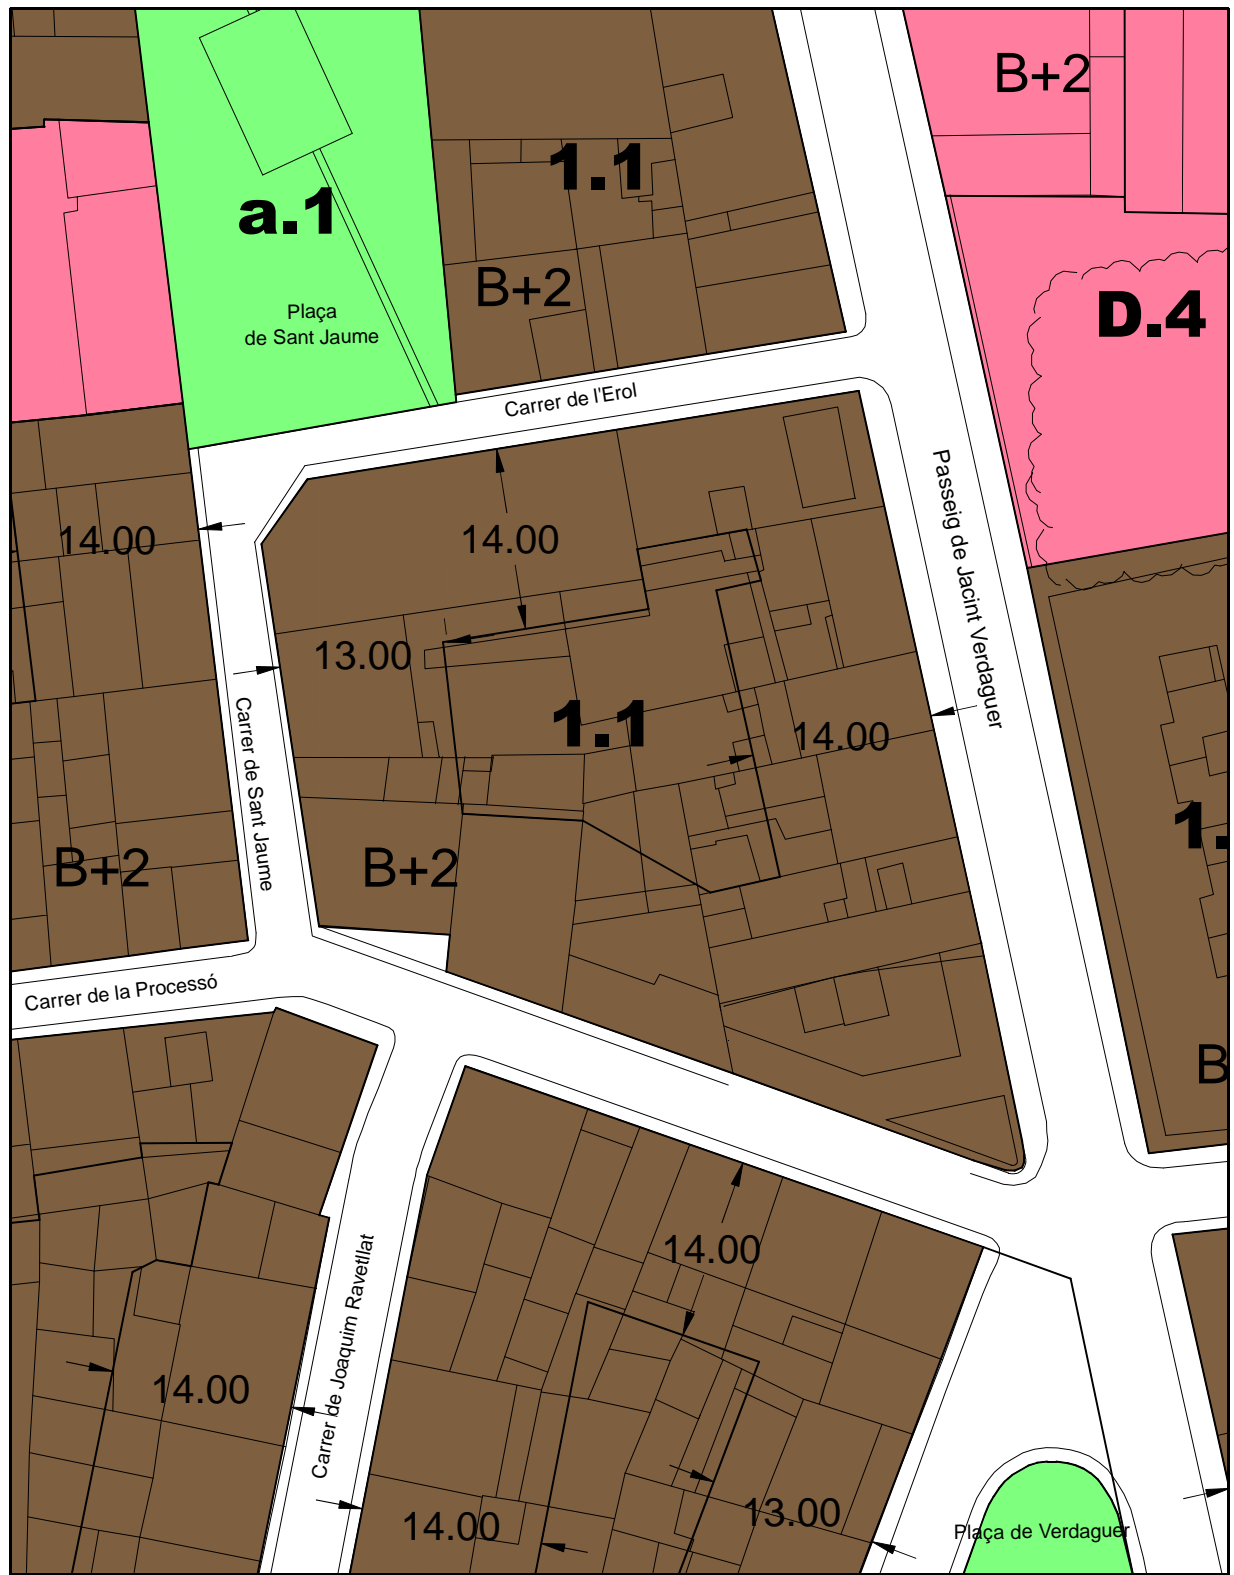 B+2
1.1
a.1
B+2
D.4
Plaça
de Sant Jaume
Carrer de l'Erol
14.00
14.00
Passeig de Jacint Verdaguer
13.00
1.1
14.00
Carrer de Sant Jaume
1.
B+2
B+2
Carrer de la Processó
B
14.00
Carrer de Joaquim Ravetllat
14.00
14.00
13.00
Plaça de Verdaguer